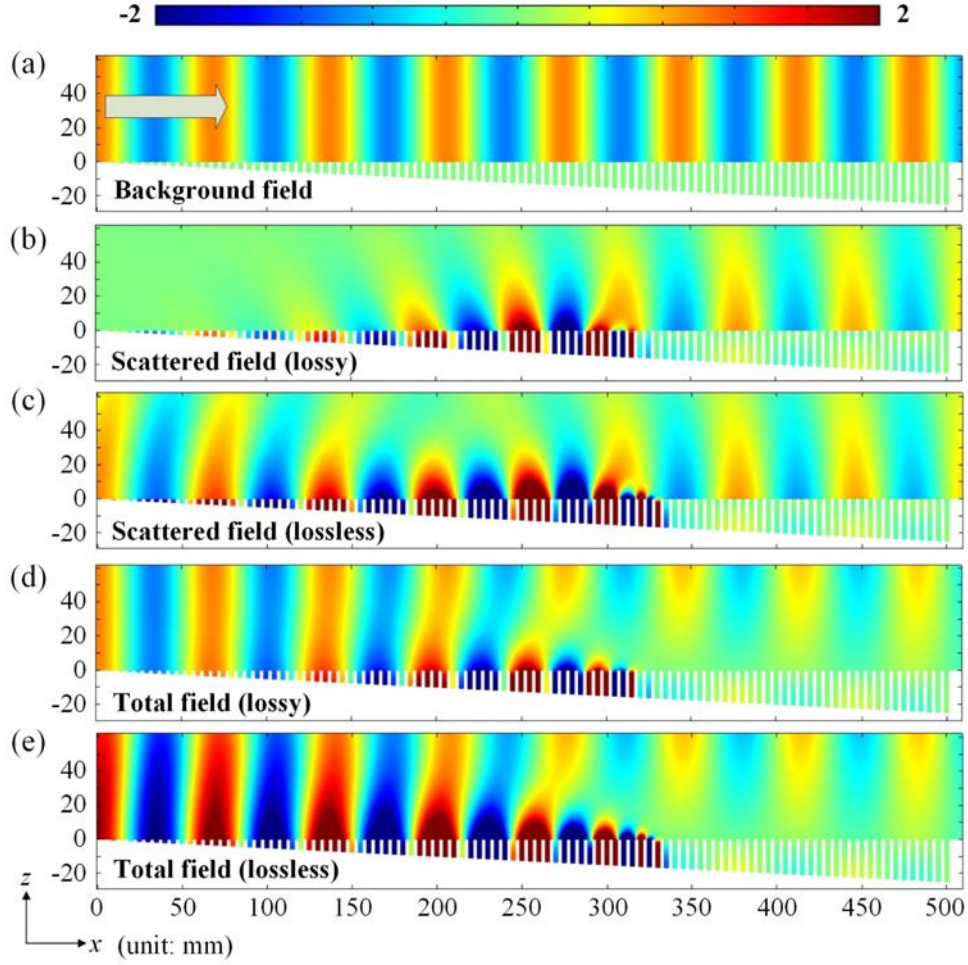 -2 2
(a)
40
20
0
-20
Background field
(b)
40
20
0
-20
Scattered field (lossy)
(c)
40
20
0
-20
Scattered field (lossless)
(d)
40
20
0
-20
Total field (lossy)
(e)
40
20
0
-20
Total field (lossless)
z
0 50 100 150 200 250 300 350 400 450 500
x (unit: mm)